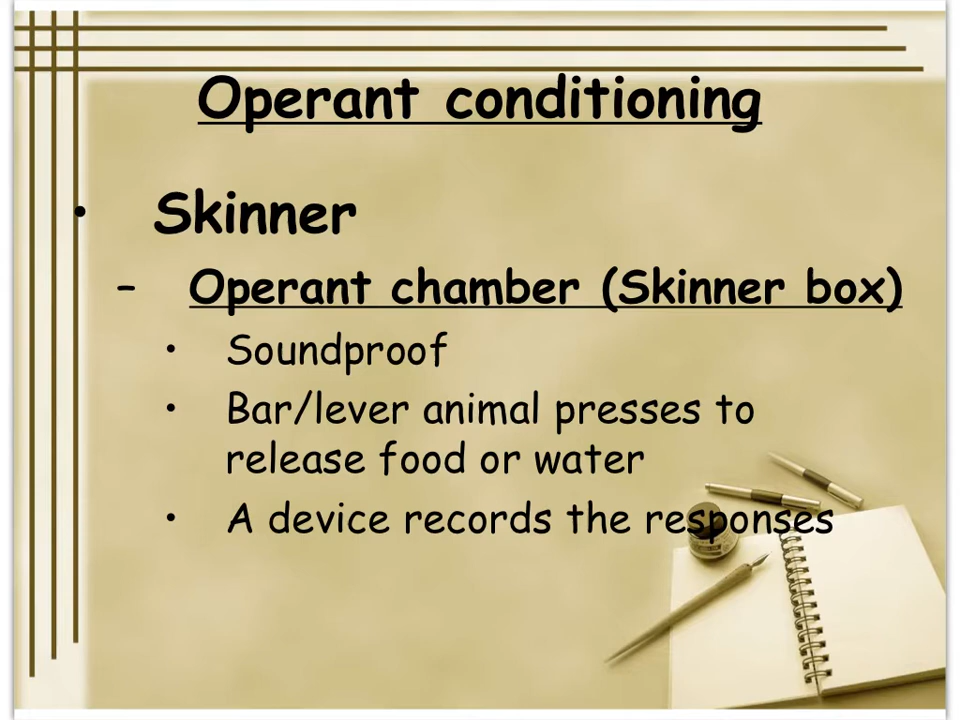 Operant conditioning
• Skinner
– Operant chamber (Skinner box)
• Soundproof
• Bar/lever animal presses to
release food or water
• A device records the responses